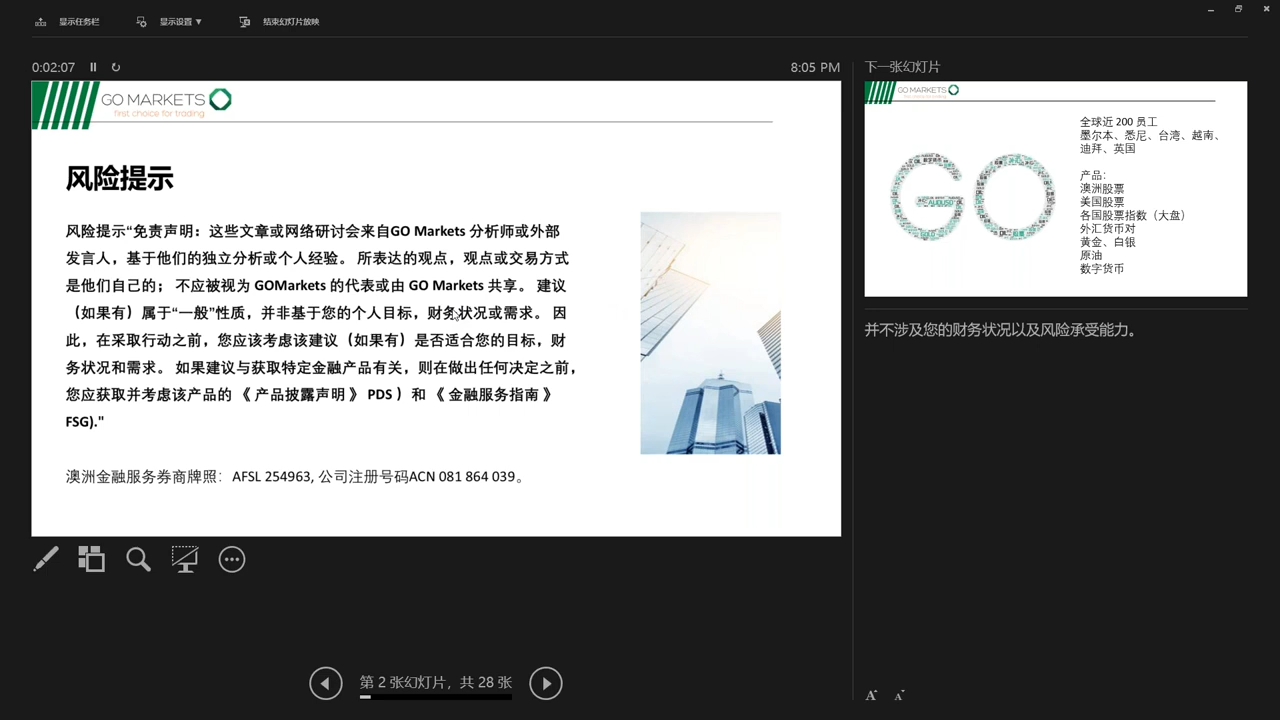 显示任务栏
显示设置 ▼
结束幻灯片放映
0:02:07
8:05 PM
GO MARKETS
first choice for trading
风险提示
风险提示“免责声明：这些文章或网络研讨会来自GO Markets 分析师或外部
发言人，基于他们的独立分析或个人经验。 所表达的观点，观点或交易方式
是他们自己的； 不应被视为 GOMarkets 的代表或由 GO Markets 共享。 建议
（如果有）属于“一般”性质，并非基于您的个人目标，财务状况或需求。 因
此，在采取行动之前，您应该考虑该建议（如果有）是否适合您的目标，财
务状况和需求。 如果建议与获取特定金融产品有关，则在做出任何决定之前，
您应获取并考虑该产品的 《 产品披露声明 》 PDS ）和 《 金融服务指南 》
FSG)."
澳洲金融服务券商牌照：AFSL 254963, 公司注册号码ACN 081 864 039。
第 2 张幻灯片，共 28 张
下一张幻灯片
GO MARKETS
first choice for trading
GO
全球近 200 员工
墨尔本、悉尼、台湾、越南、
迪拜、英国
产品：
澳洲股票
美国股票
各国股票指数（大盘）
外汇货币对
黄金、白银
原油
数字货币
并不涉及您的财务状况以及风险承受能力。